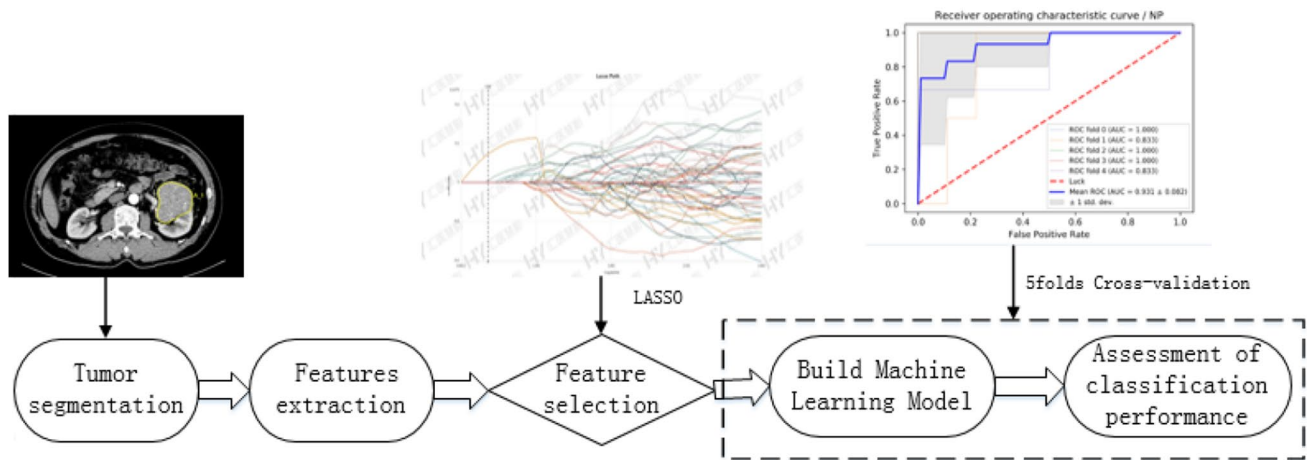 Receiver operating characteristic curve / NP
1.0
0.8
0.6
0.4
0.2
0.0
True Positive Rate
ROC fold 0 (AUC = 1.000)
ROC fold 1 (AUC = 0.833)
ROC fold 2 (AUC = 1.000)
ROC fold 3 (AUC = 1.000)
ROC fold 4 (AUC = 0.833)
Luck
Mean ROC (AUC = 0.931 ± 0.082)
± 1 std. dev.
0.0 0.2 0.4 0.6 0.8 1.0
False Positive Rate
Lasso Path
LASSO
5folds Cross-validation
Tumor
segmentation
Features
extraction
Feature
selection
Build Machine
Learning Model
Assessment of
classification
performance